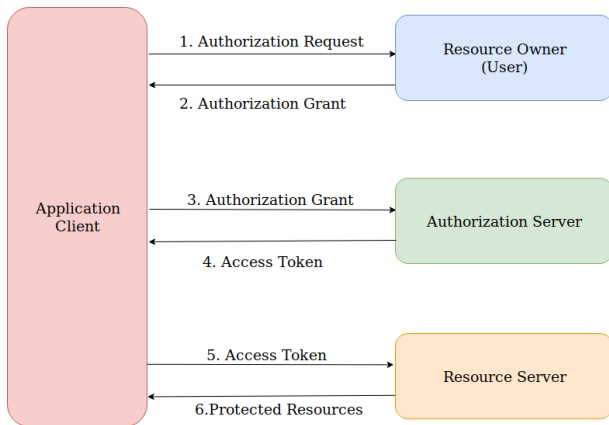 1. Authorization Request
Resource Owner
(User)
2. Authorization Grant
Application
Client
3. Authorization Grant
Authorization Server
4. Access Token
5. Access Token
Resource Server
6.Protected Resources